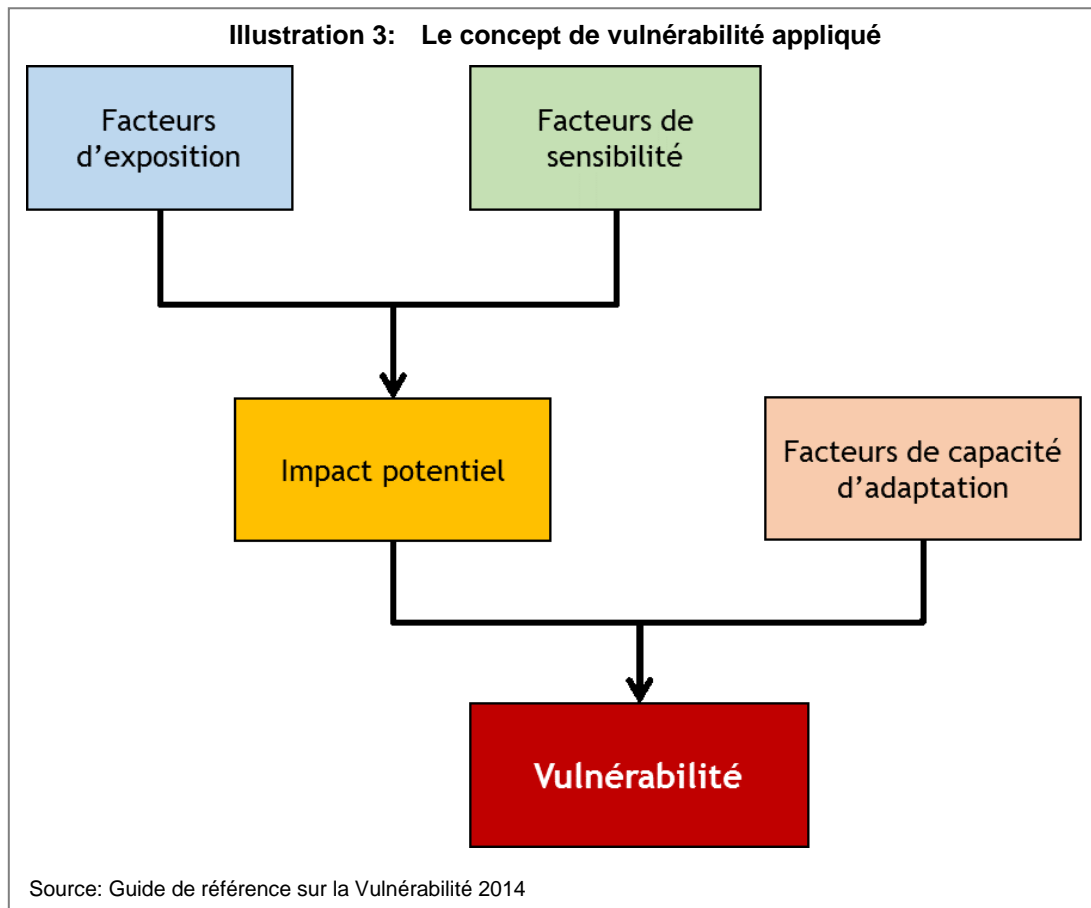 Illustration 3: Le concept de vulnérabilité appliqué
Facteurs
d'exposition
Facteurs de
sensibilité
Impact potentiel
Facteurs de capacité
d'adaptation
Vulnérabilité
Source: Guide de référence sur la Vulnérabilité 2014